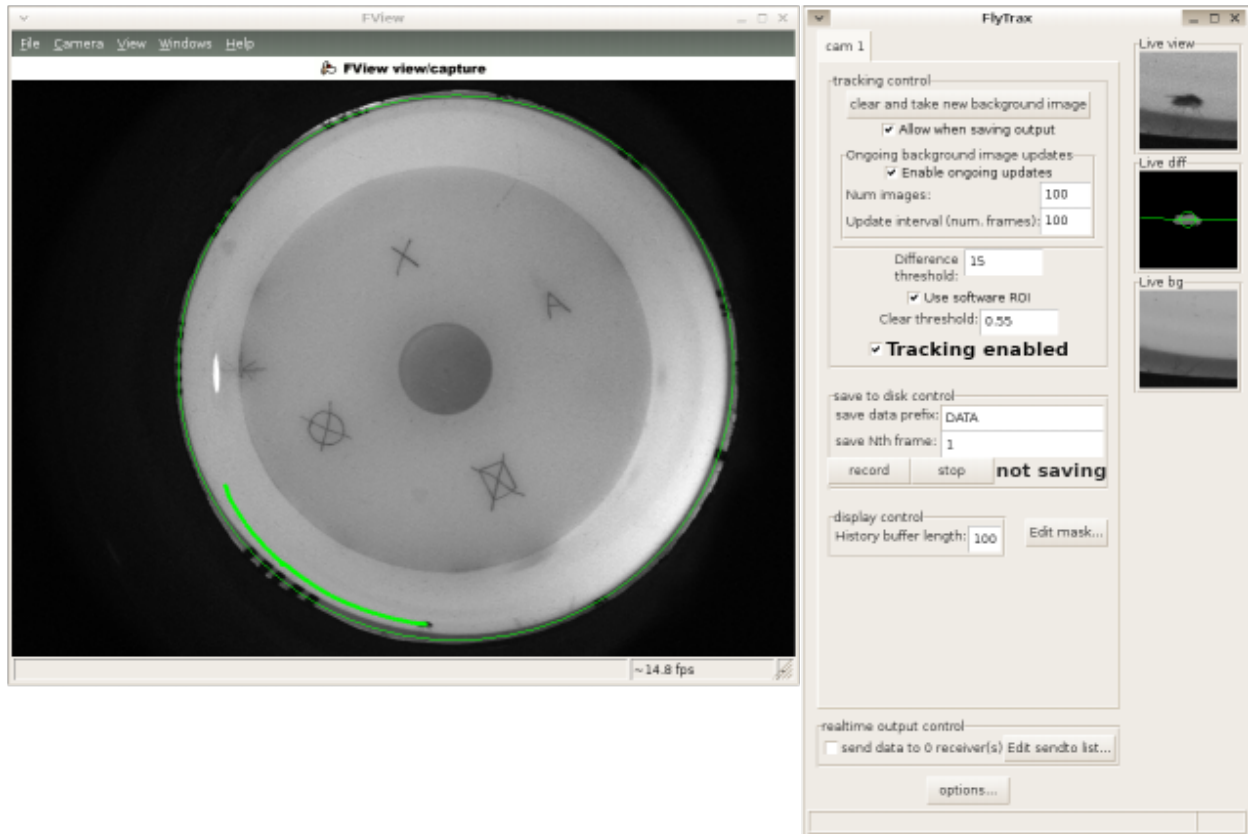 FView
File Camera View Windows Help
FView view/capture
A
~14.8 fps
FlyTrax
cam 1
tracking control
clear and take new background image
Allow when saving output
Ongoing background image updates
Enable ongoing updates
Num images: 100
Update interval (num. frames): 100
Difference threshold: 15
Use software ROI
Clear threshold: 0.55
Tracking enabled
save to disk control
save data prefix: DATA
save Nth frame: 1
record stop not saving
display control
History buffer length: 100
Edit mask...
realtime output control
send data to 0 receiver(s) Edit sendto list...
options...
Live view
Live diff
Live bg